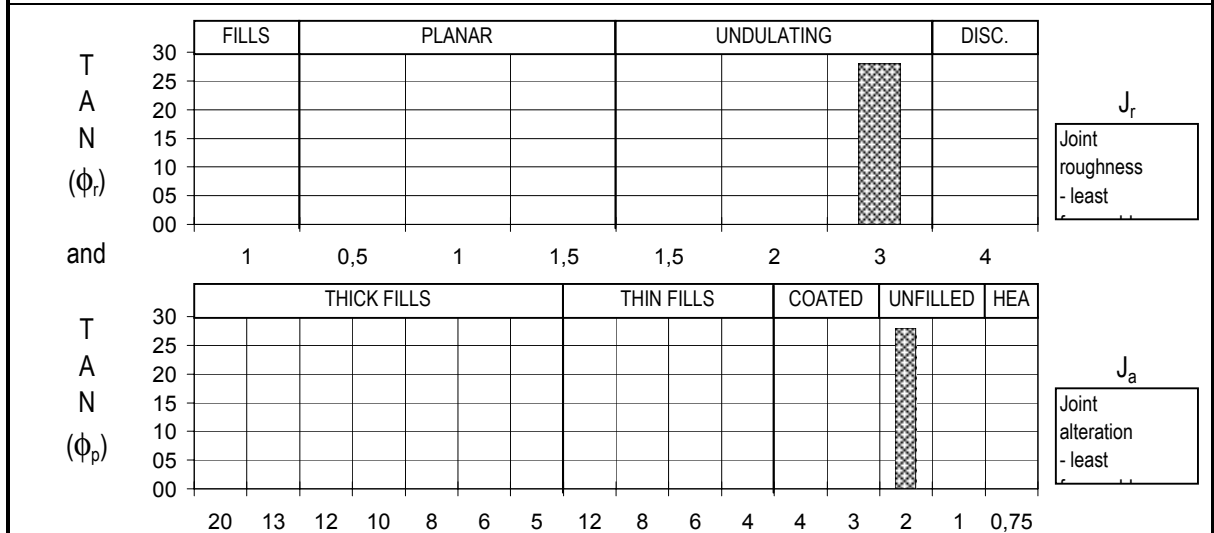 FILLS PLANAR UNDULATING DISC.
T A N (ϕr)
30
25
20
15
10
05
00
1 0,5 1 1,5 1,5 2 3 4
Jr
Joint
roughness
- least
and
THICK FILLS THIN FILLS COATED UNFILLED HEA
T A N (ϕp)
30
25
20
15
10
05
00
20 13 12 10 8 6 5 12 8 6 4 4 3 2 1 0,75
Ja
Joint
alteration
- least